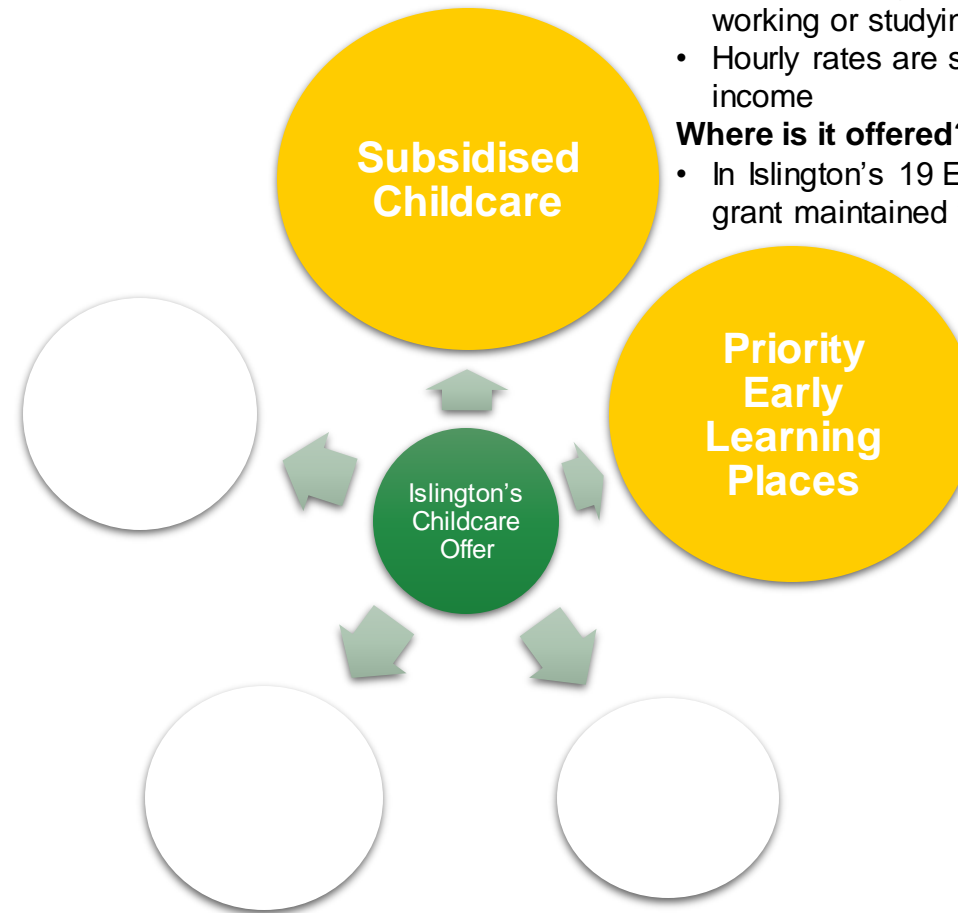 working or
• Hourly rates are
income
Where is it offered?
• In Islington’s 19
grant maintained
Subsidised
Childcare
Priority
Early
Learning
Places
Islington’s
Childcare
Offer